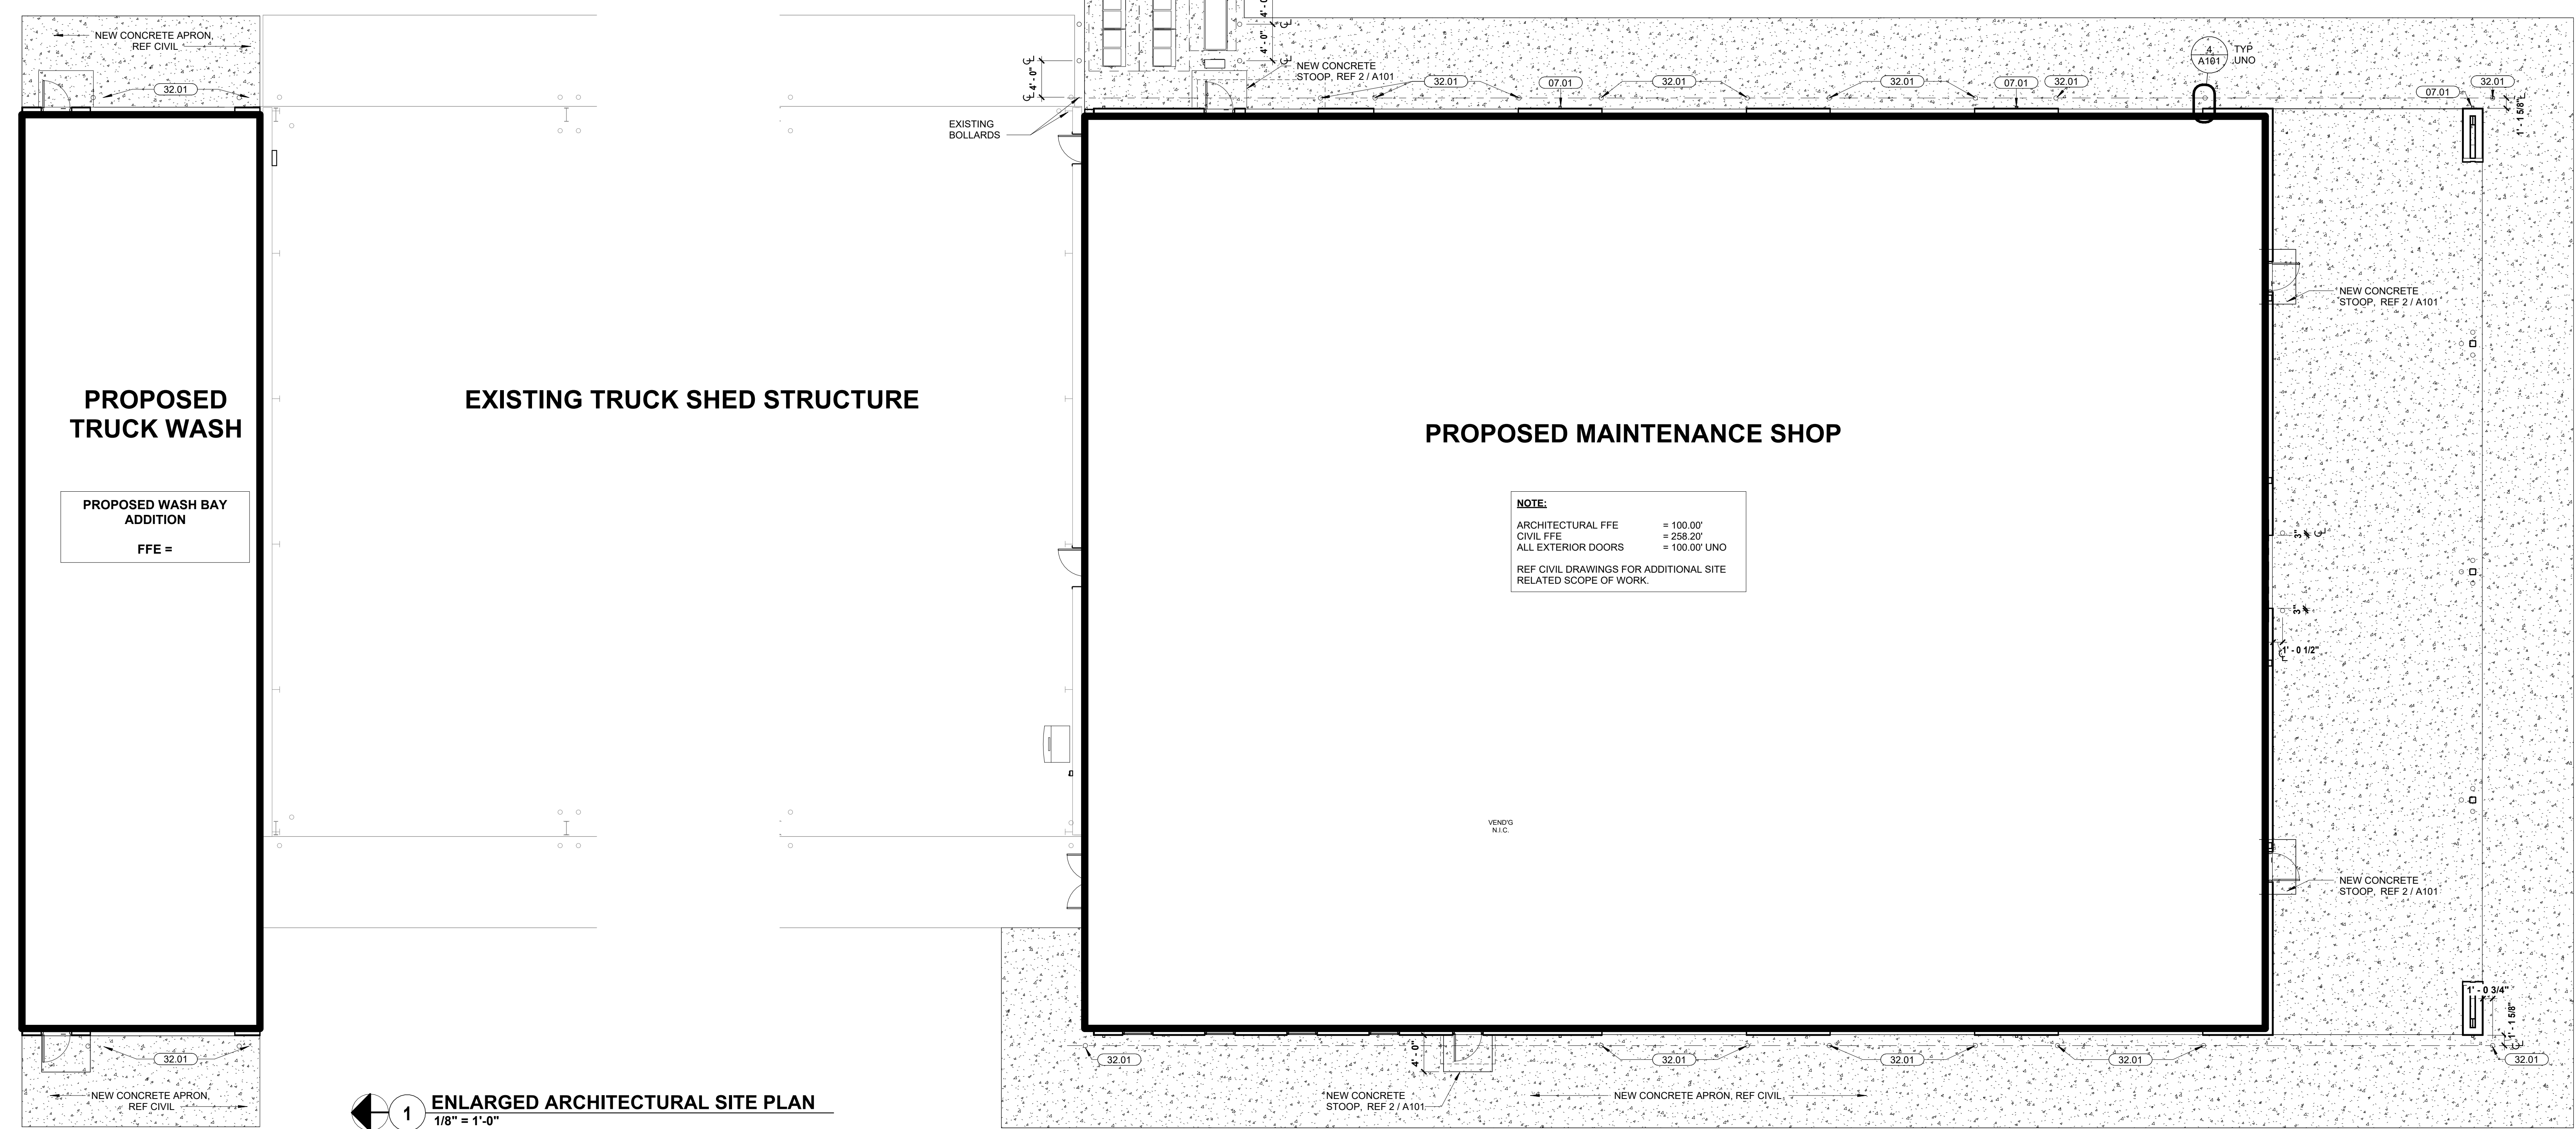 NEW CONCRETE APRON,
REF CIVIL
32.01
4' - 0"
4' - 0"
4' - 0"
NEW CONCRETE
STOOP, REF 2 / A101
32.01
07.01
32.01
32.01
07.01
32.01
4
A101
TYP
UNO
07.01
32.01
1' - 1 5/8"
EXISTING
BOLLARDS
NEW CONCRETE
STOOP, REF 2 / A101
PROPOSED
TRUCK WASH
EXISTING TRUCK SHED STRUCTURE
PROPOSED MAINTENANCE SHOP
PROPOSED WASH BAY
ADDITION
FFE =
NOTE:
ARCHITECTURAL FFE = 100.00'
CIVIL FFE = 258.20'
ALL EXTERIOR DOORS = 100.00' UNO
REF CIVIL DRAWINGS FOR ADDITIONAL SITE
RELATED SCOPE OF WORK.
3"
3"
1' - 0 1/2"
VEND'G
N.I.C.
NEW CONCRETE
STOOP, REF 2 / A101
1' - 0 3/4"
1' - 1 5/8"
32.01
32.01
4' - 0"
32.01
32.01
32.01
32.01
NEW CONCRETE APRON,
REF CIVIL
1
ENLARGED ARCHITECTURAL SITE PLAN
1/8" = 1'-0"
NEW CONCRETE
STOOP, REF 2 / A101
NEW CONCRETE APRON, REF CIVIL